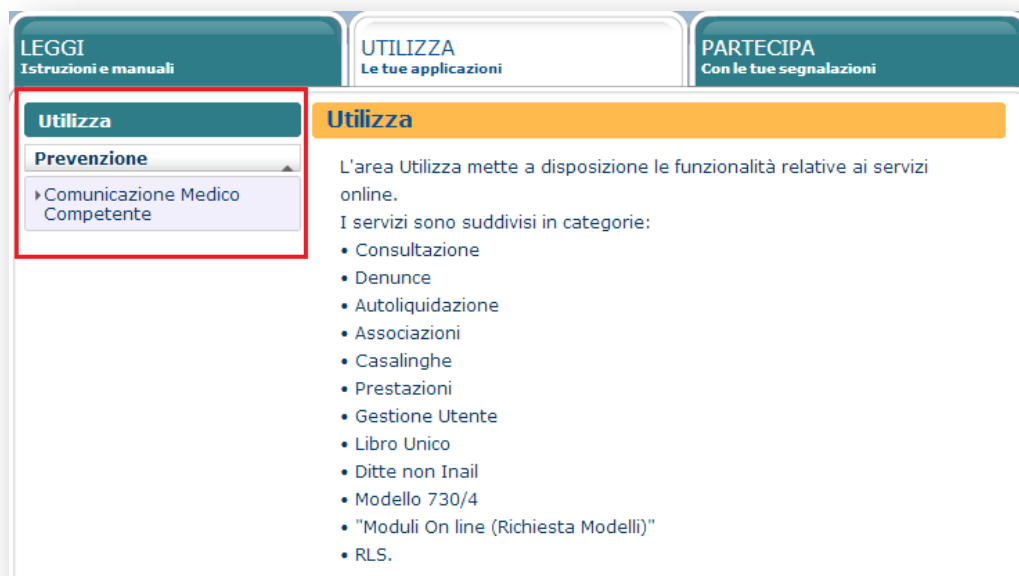 LEGGI
Istruzioni e manuali
UTILIZZA
Le tue applicazioni
PARTECIPA
Con le tue segnalazioni
Utilizza
Prevenzione
Comunicazione Medico
Competente
Utilizza
L'area Utilizza mette a disposizione le funzionalità relative ai servizi
online.
I servizi sono suddivisi in categorie:
• Consultazione
• Denunce
• Autoliquidazione
• Associazioni
• Casalinghe
• Prestazioni
• Gestione Utente
• Libro Unico
• Ditte non Inail
• Modello 730/4
• "Moduli On line (Richiesta Modelli)"
• RLS.